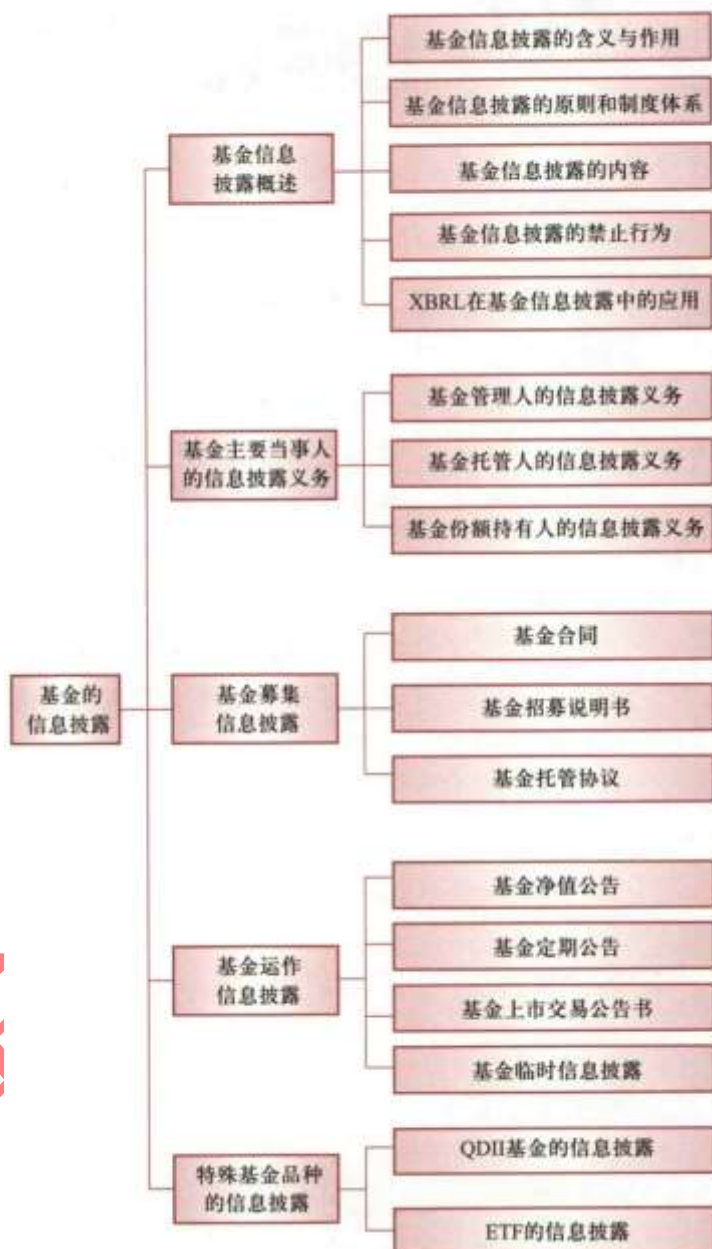 基金的
信息披露
基金信息
披露概述
基金信息披露的含义与作用
基金信息披露的原则和制度体系
基金信息披露的内容
基金信息披露的禁止行为
XBRL在基金信息披露中的应用
基金主要当事人
的信息披露义务
基金管理人的信息披露义务
基金托管人的信息披露义务
基金份额持有人的信息披露义务
基金募集
信息披露
基金合同
基金招募说明书
基金托管协议
基金运作
信息披露
基金净值公告
基金定期公告
基金上市交易公告书
基金临时信息披露
特殊基金品种
的信息披露
QDII基金的信息披露
ETF的信息披露